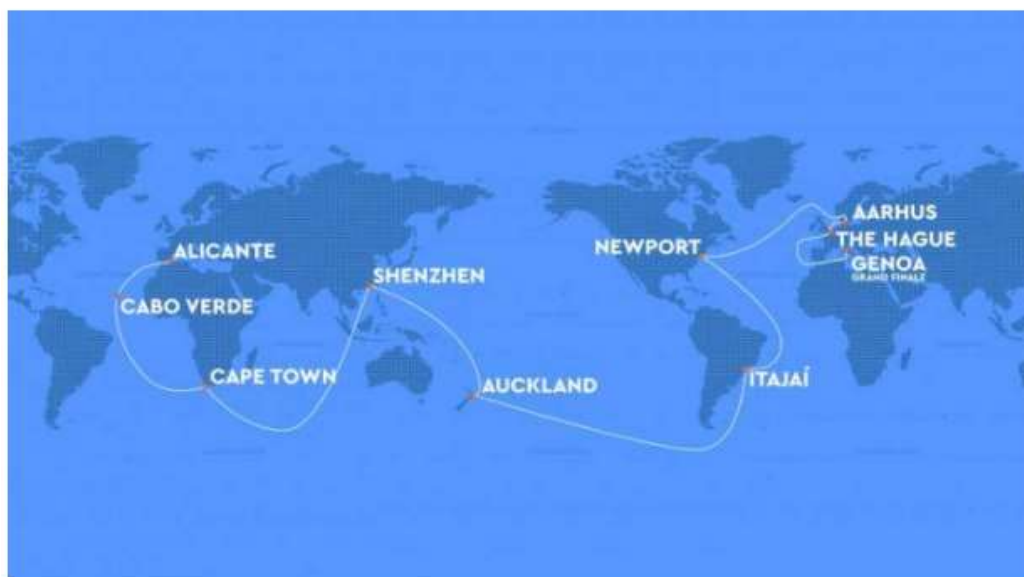 ALICANTE
CABO VERDE
CAPE TOWN
SHENZHEN
AUCKLAND
ITAJAÍ
NEWPORT
AARHUS
THE HAGUE
GENOA
GRAND FINALE